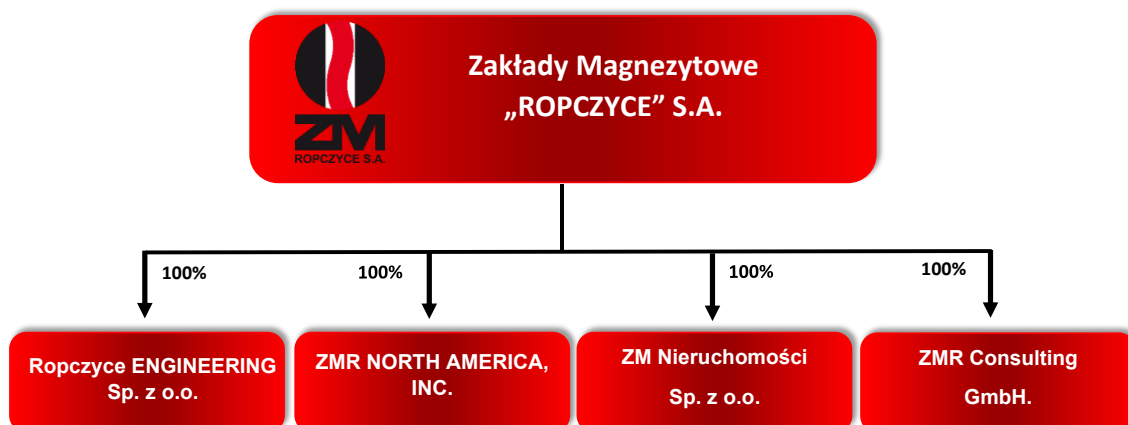 Zakłady Magnezytowe
„ROPCZYCE” S.A.
ZM
ROPCZYCE S.A.
100%
100%
100%
100%
Ropczyce ENGINEERING
Sp. z o.o.
ZMR NORTH AMERICA,
INC.
ZM Nieruchomości
Sp. z o.o.
ZMR Consulting
GmbH.